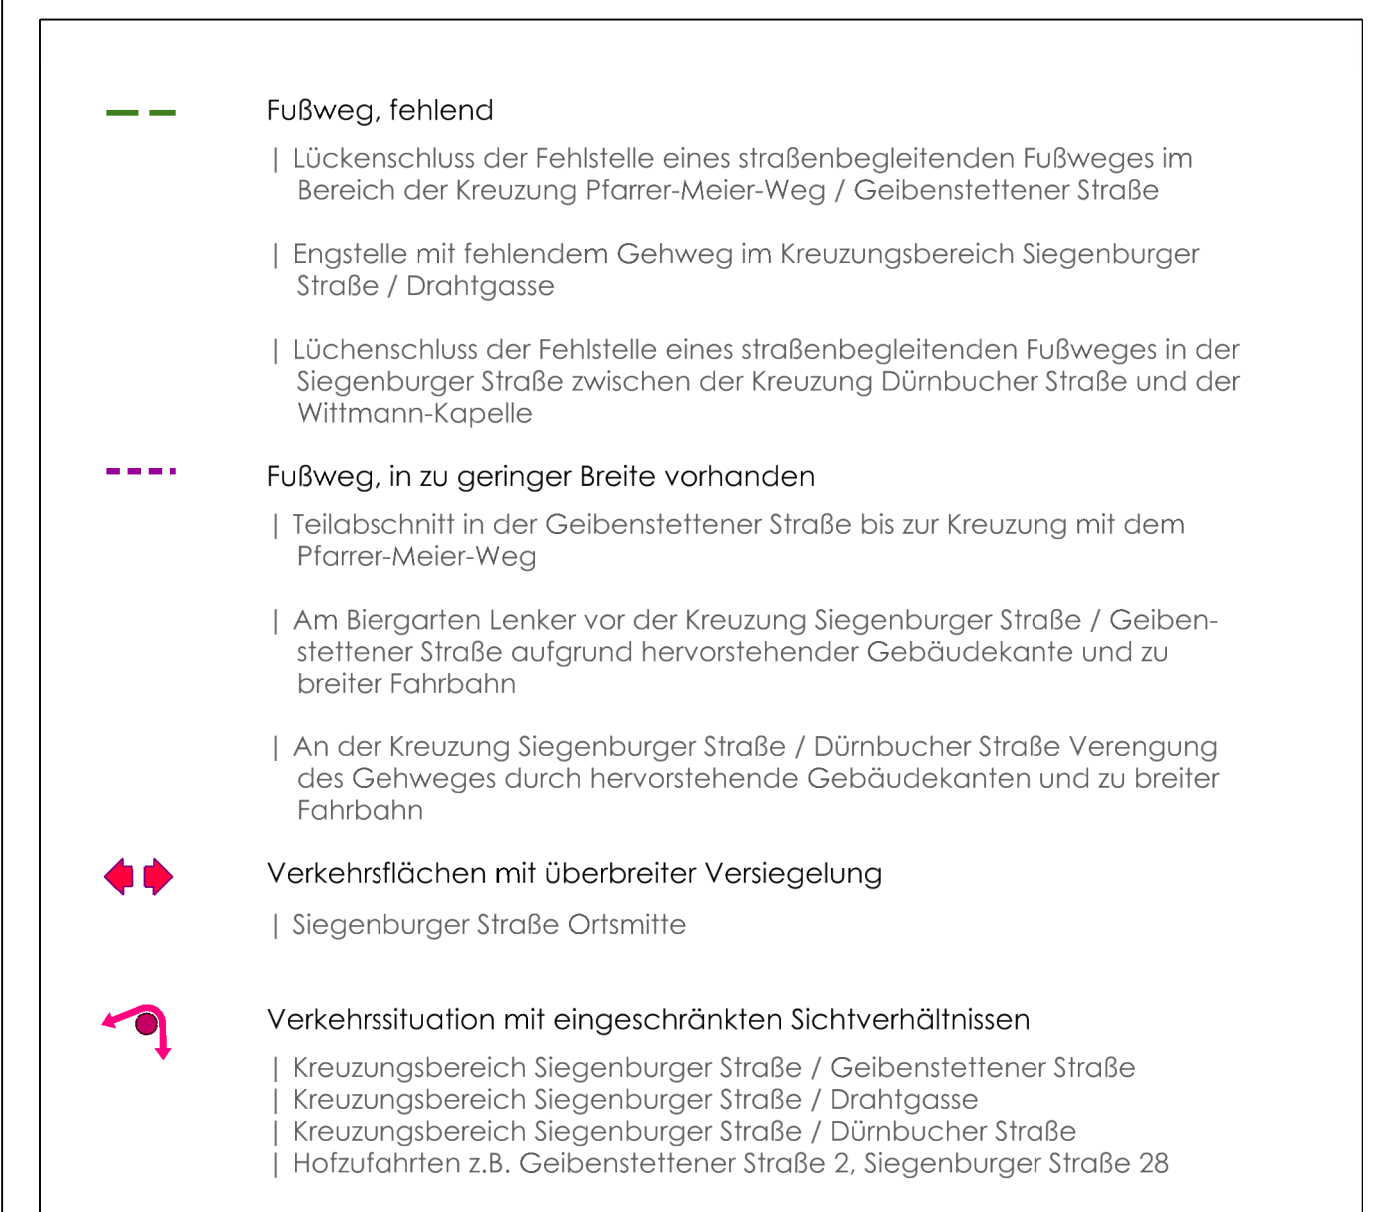 Fußweg, fehlend
| Lückenschluss der Fehlstelle eines straßenbegleitenden Fußweges im
Bereich der Kreuzung Pfarrer-Meier-Weg / Geibenstettener Straße
| Engstelle mit fehlendem Gehweg im Kreuzungsbereich Siegenburger
Straße / Drahtgasse
| Lüchenschluss der Fehlstelle eines straßenbegleitenden Fußweges in der
Siegenburger Straße zwischen der Kreuzung Dürnbucher Straße und der
Wittmann-Kapelle
Fußweg, in zu geringer Breite vorhanden
| Teilabschnitt in der Geibenstettener Straße bis zur Kreuzung mit dem
Pfarrer-Meier-Weg
| Am Biergarten Lenker vor der Kreuzung Siegenburger Straße / Geiben-
stettener Straße aufgrund hervorstehender Gebäudekante und zu
breiter Fahrbahn
| An der Kreuzung Siegenburger Straße / Dürnbucher Straße Verengung
des Gehweges durch hervorstehende Gebäudekanten und zu breiter
Fahrbahn
Verkehrsflächen mit überbreiter Versiegelung
| Siegenburger Straße Ortsmitte
Verkehrssituation mit eingeschränkten Sichtverhältnissen
| Kreuzungsbereich Siegenburger Straße / Geibenstettener Straße
| Kreuzungsbereich Siegenburger Straße / Drahtgasse
| Kreuzungsbereich Siegenburger Straße / Dürnbucher Straße
| Hofzufahrten z.B. Geibenstettener Straße 2, Siegenburger Straße 28